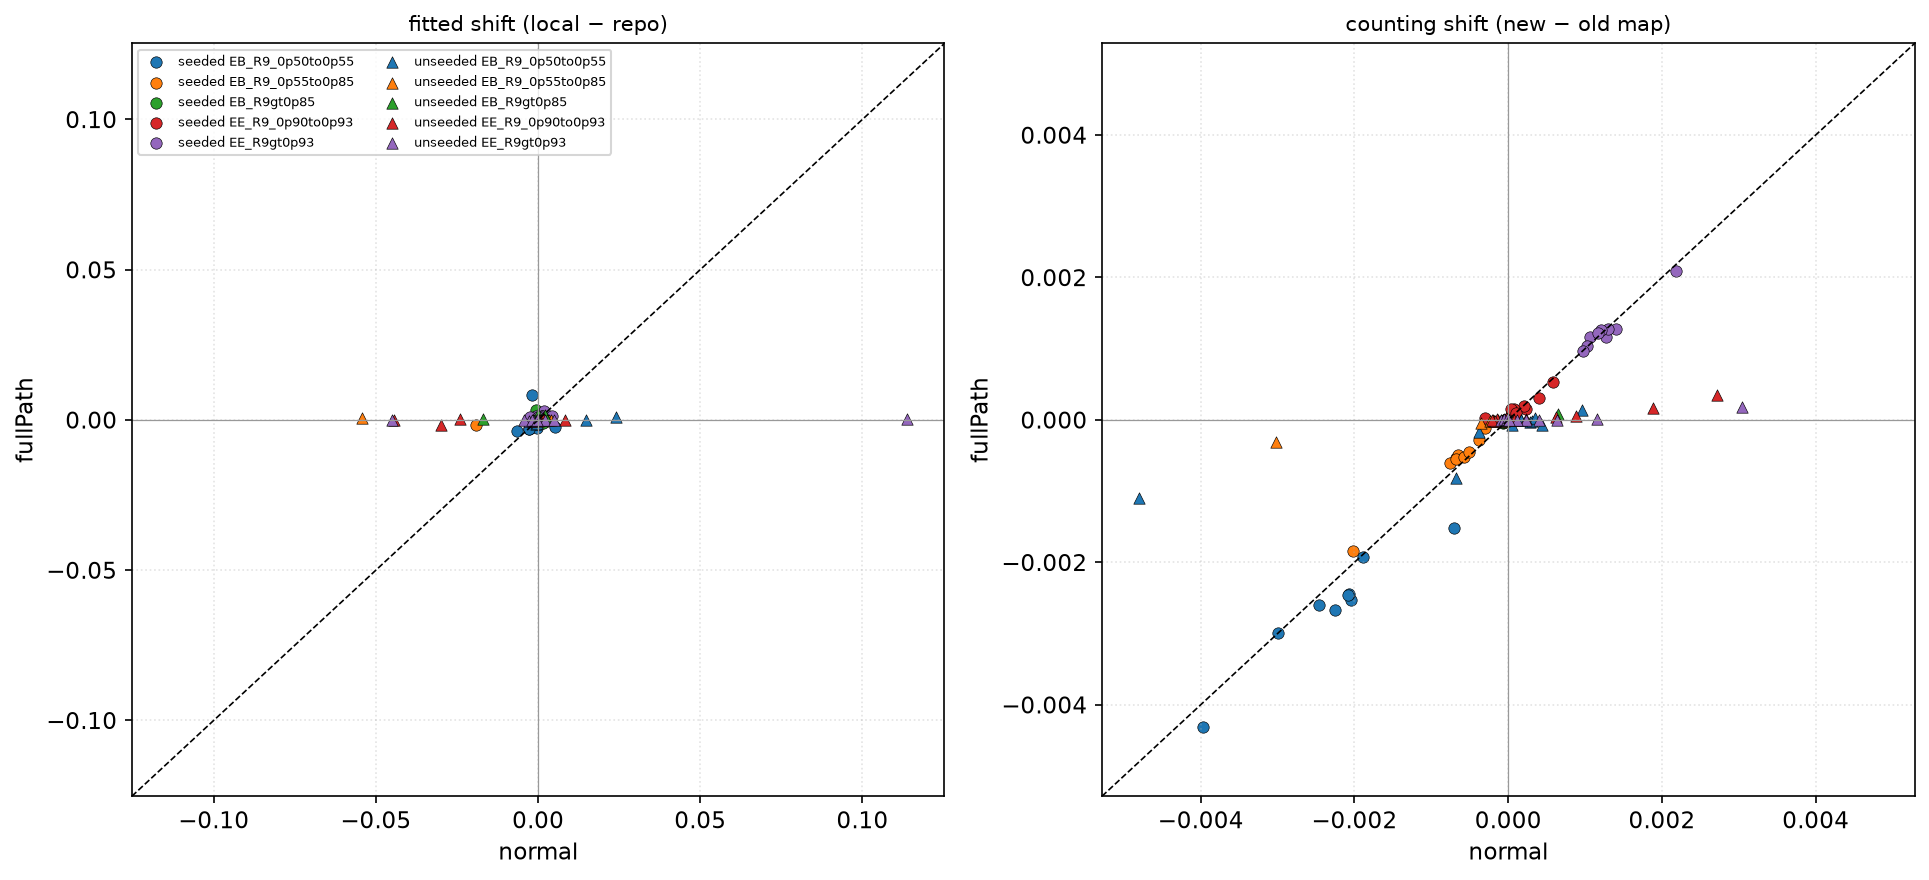 fitted shift (local − repo)
counting shift (new − old map)
seeded EB_R9_0p50to0p55
seeded EB_R9_0p55to0p85
seeded EB_R9gt0p85
seeded EE_R9_0p90to0p93
seeded EE_R9gt0p93
unseeded EB_R9_0p50to0p55
unseeded EB_R9_0p55to0p85
unseeded EB_R9gt0p85
unseeded EE_R9_0p90to0p93
unseeded EE_R9gt0p93
0.10
0.05
0.00
−0.05
−0.10
fullPath
−0.10
−0.05
0.00
0.05
0.10
normal
0.004
0.002
0.000
−0.002
−0.004
fullPath
−0.004
−0.002
0.000
0.002
0.004
normal